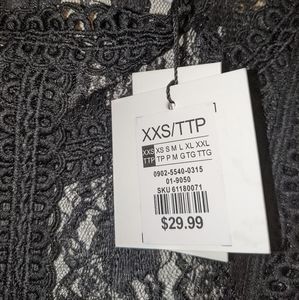 XXS/TTP
XXS XS S M L XL XXL
TTP TP P M G TG TTG
0902-5540-0315
01-9050
SKU 61180071
$29.99